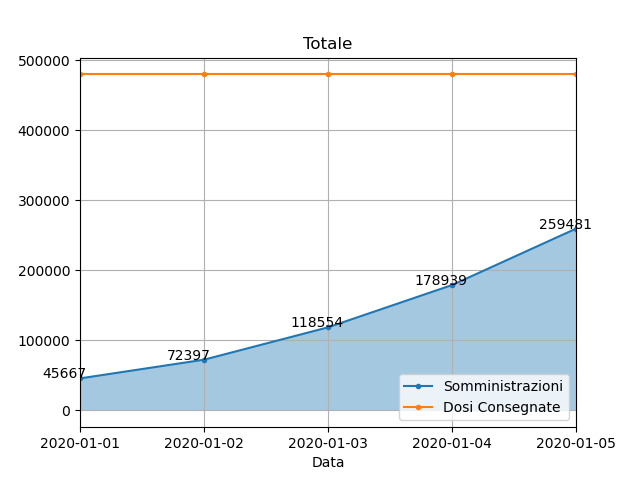 Totale
500000
400000
300000
200000
100000
0
259481
178939
118554
72397
45667
Somministrazioni
Dosi Consegnate
2020-01-01 2020-01-02 2020-01-03 2020-01-04 2020-01-05
Data